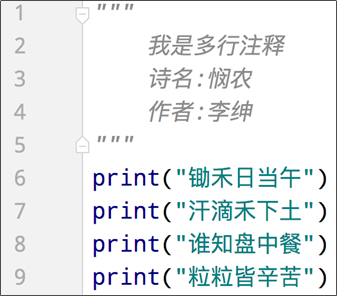 1 """
2 我是多行注释
3 诗名:悯农
4 作者:李绅
5 """
6 print("锄禾日当午")
7 print("汗滴禾下土")
8 print("谁知盘中餐")
9 print("粒粒皆辛苦")